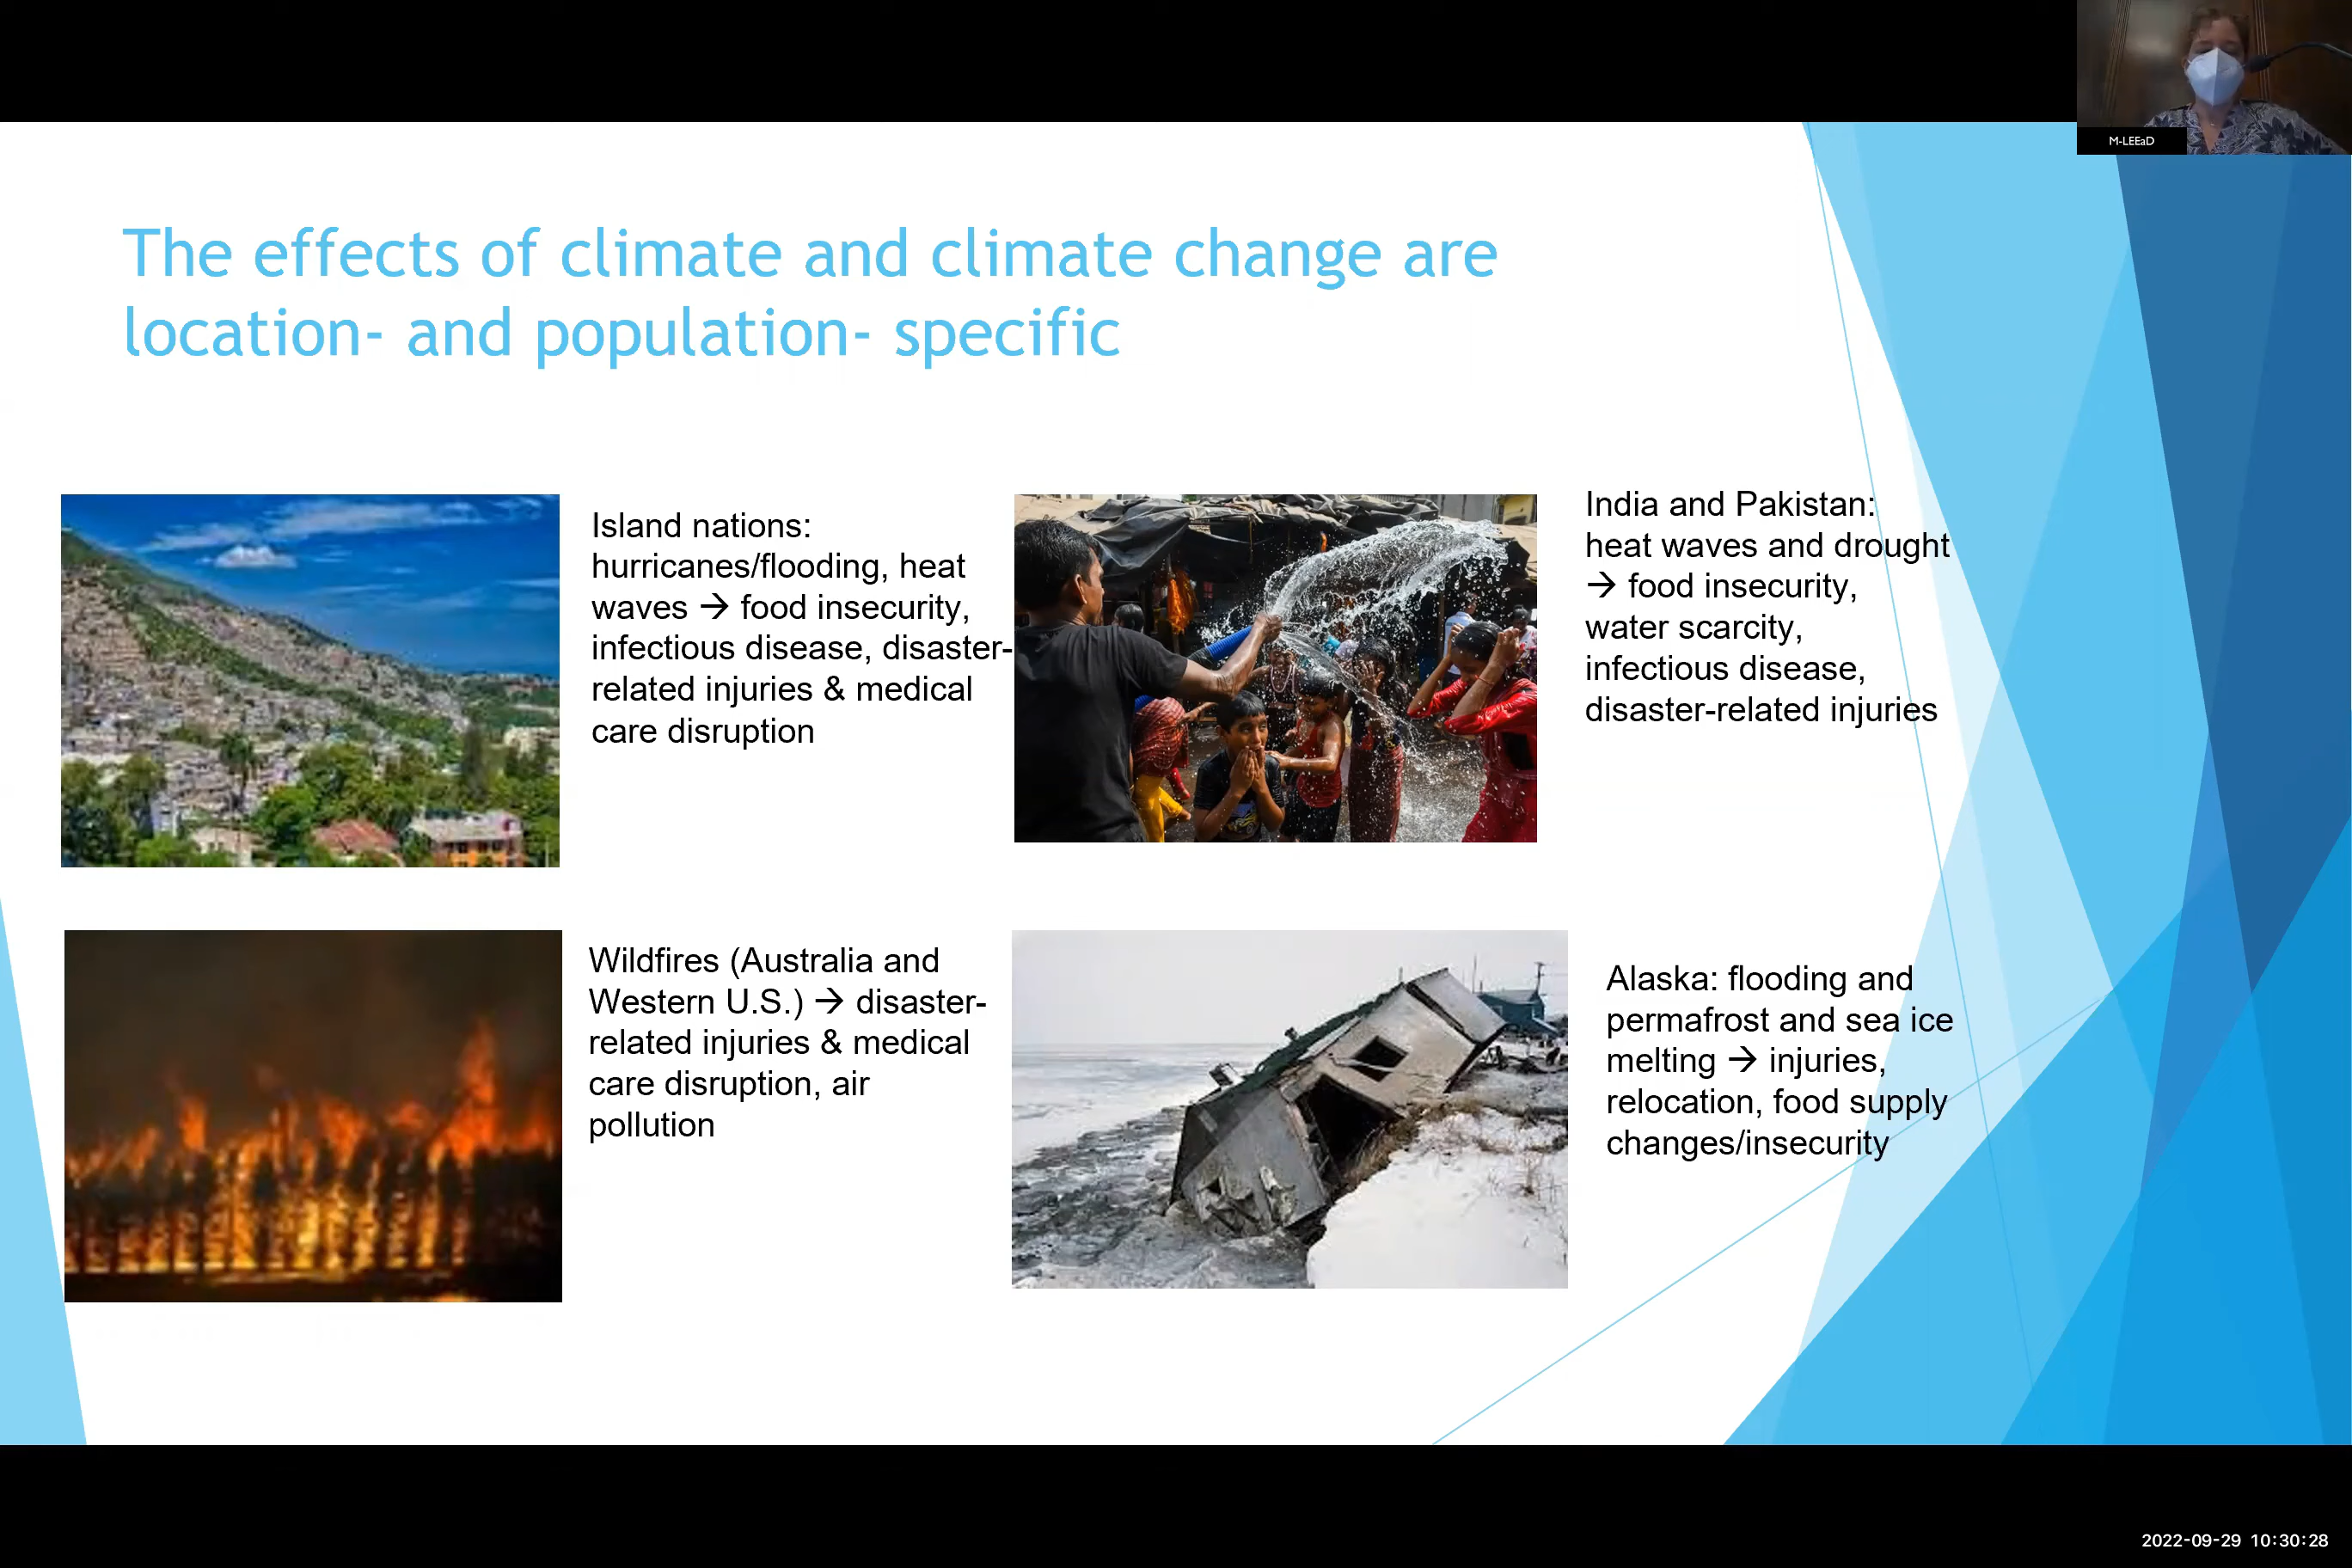 M-LEEaD
The effects of climate and climate change are
location- and population- specific
Island nations:
hurricanes/flooding, heat
waves → food insecurity,
infectious disease, disaster-
related injuries & medical
care disruption
India and Pakistan:
heat waves and drought
→ food insecurity,
water scarcity,
infectious disease,
disaster-related injuries
Wildfires (Australia and
Western U.S.) → disaster-
related injuries & medical
care disruption, air
pollution
Alaska: flooding and
permafrost and sea ice
melting → injuries,
relocation, food supply
changes/insecurity
2022-09-29 10:30:28